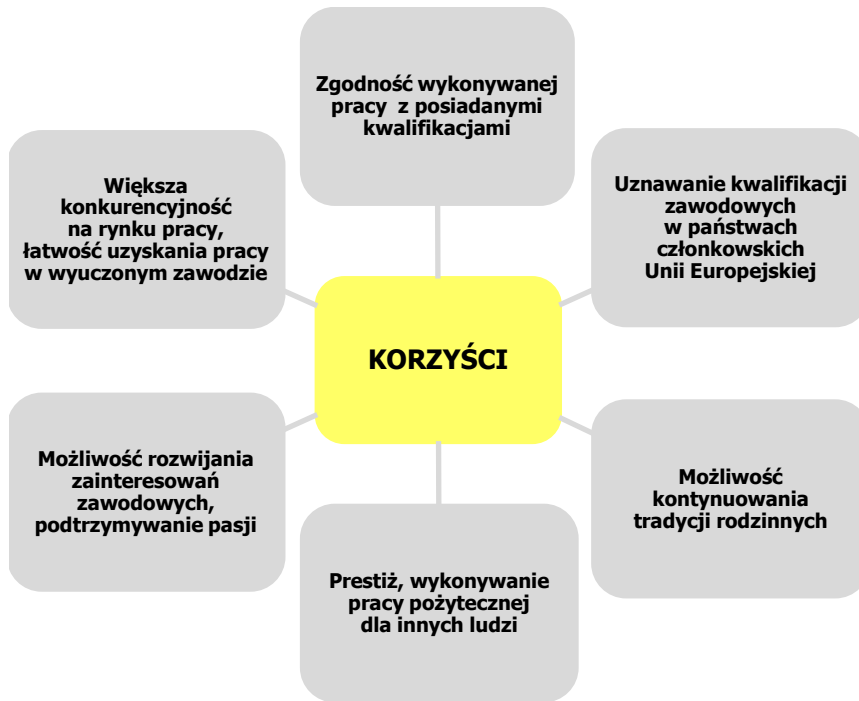 Zgodność wykonywanej
pracy z posiadanymi
kwalifikacjami
Większa
konkurencyjność
na rynku pracy,
łatwość uzyskania pracy
w wyuczonym zawodzie
Uznawanie kwalifikacji
zawodowych
w państwach
członkowskich
Unii Europejskiej
KORZYŚCI
Możliwość rozwijania
zainteresowań
zawodowych,
podtrzymywanie pasji
Możliwość
kontynuowania
tradycji rodzinnych
Prestiż, wykonywanie
pracy pożytecznej
dla innych ludzi